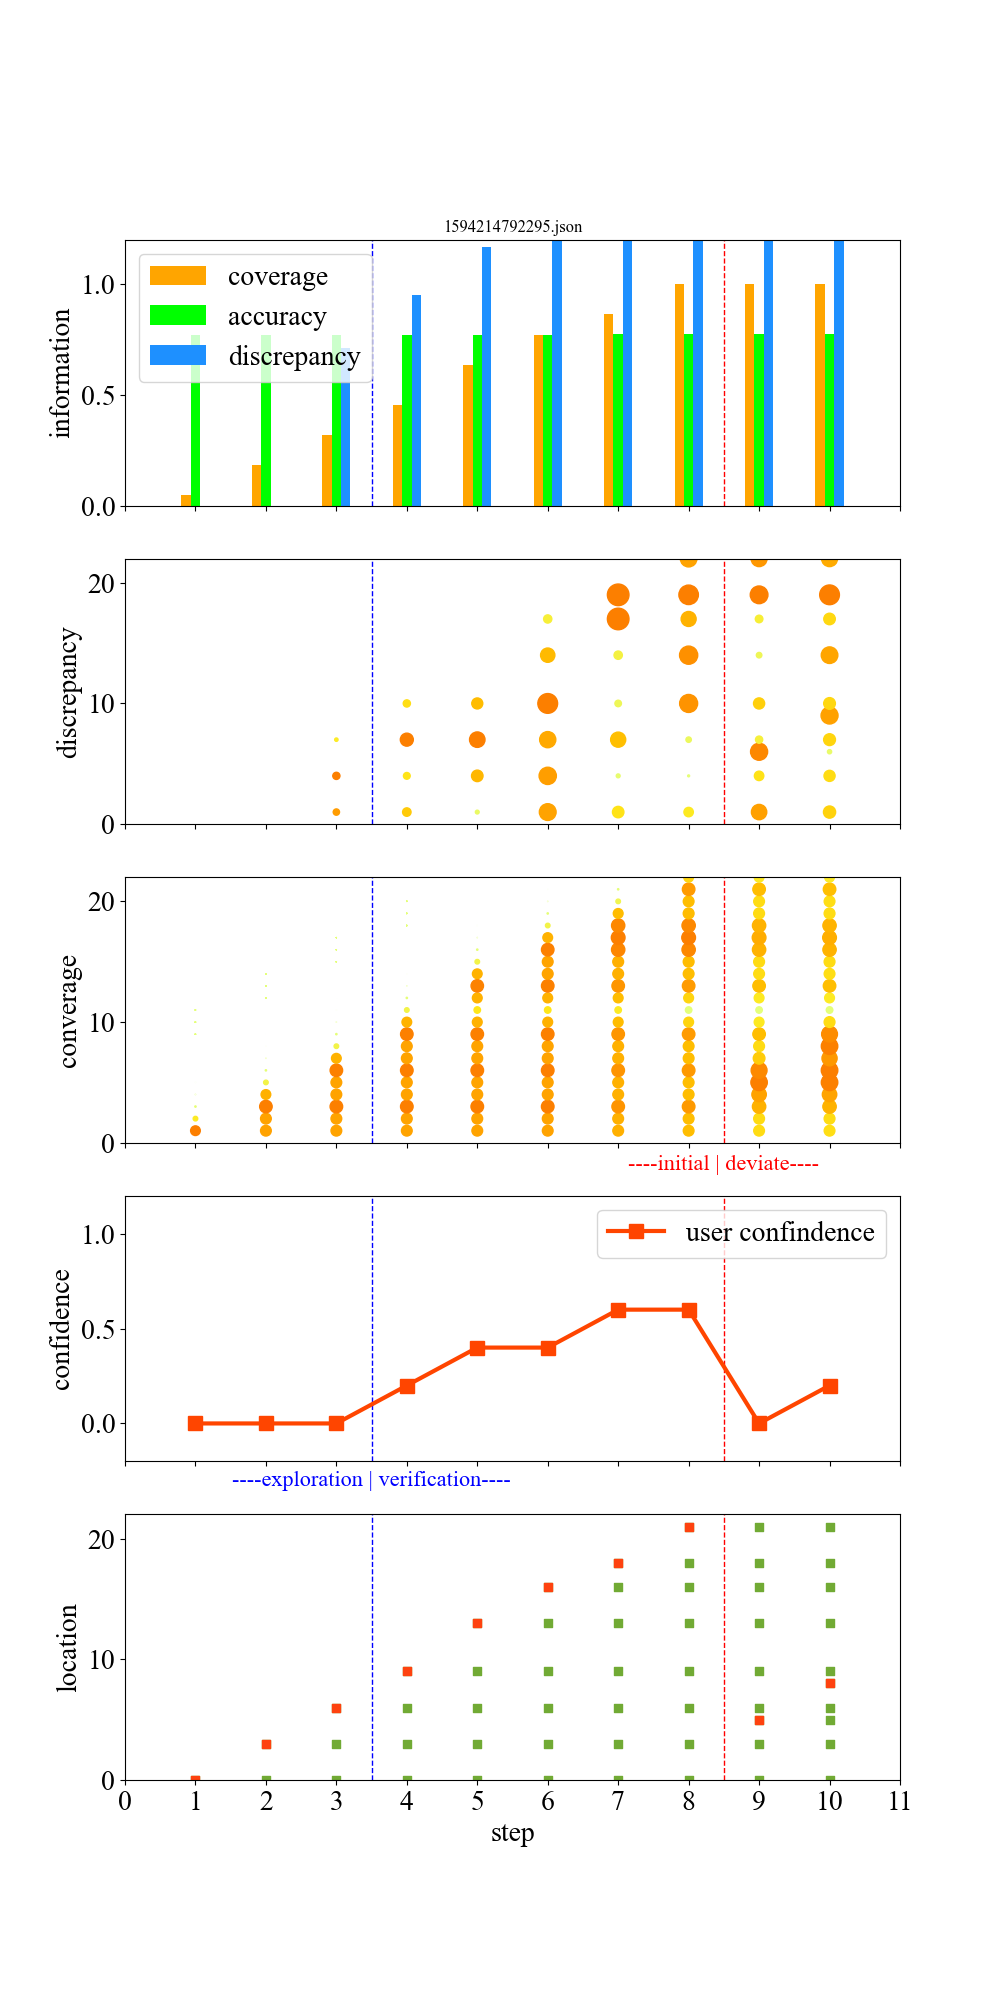 1594214792295.json
information
1.0
0.5
0.0
coverage
accuracy
discrepancy
discrepancy
20
10
0
converage
20
10
0
----initial | deviate----
confidence
1.0
0.5
0.0
user confindence
----exploration | verification----
location
20
10
0
0 1 2 3 4 5 6 7 8 9 10 11
step